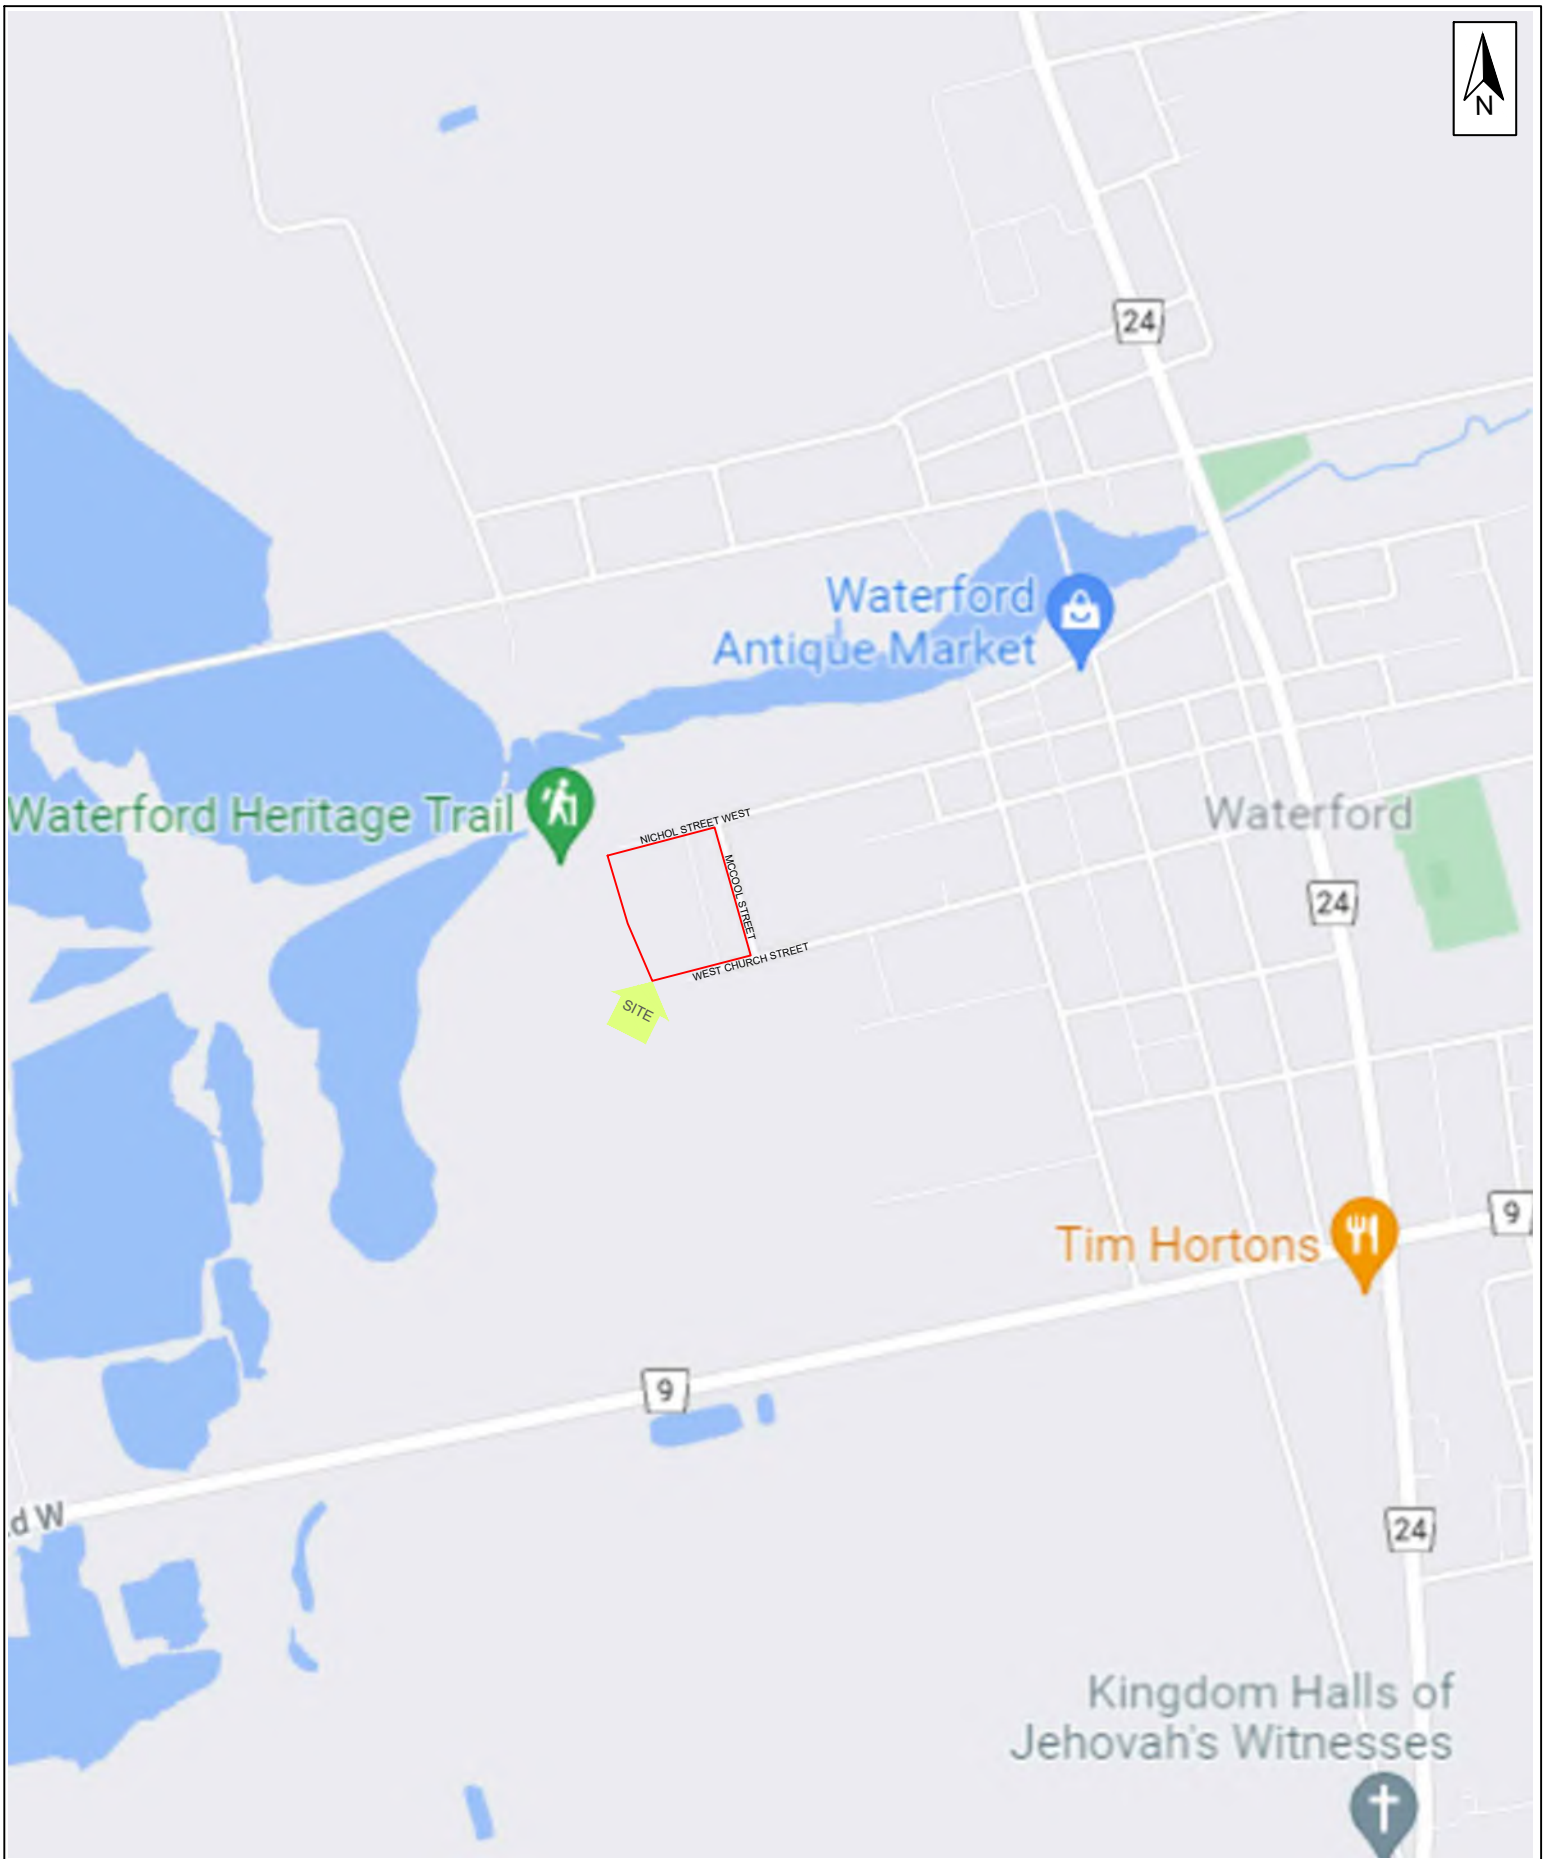 N
24
Waterford
Antique Market
Waterford Heritage Trail
NICHOL STREET WEST
Waterford
MCCOOL STREET
24
WEST CHURCH STREET
SITE
9
Tim Hortons
9
d W
24
Kingdom Halls of
Jehovah's Witnesses